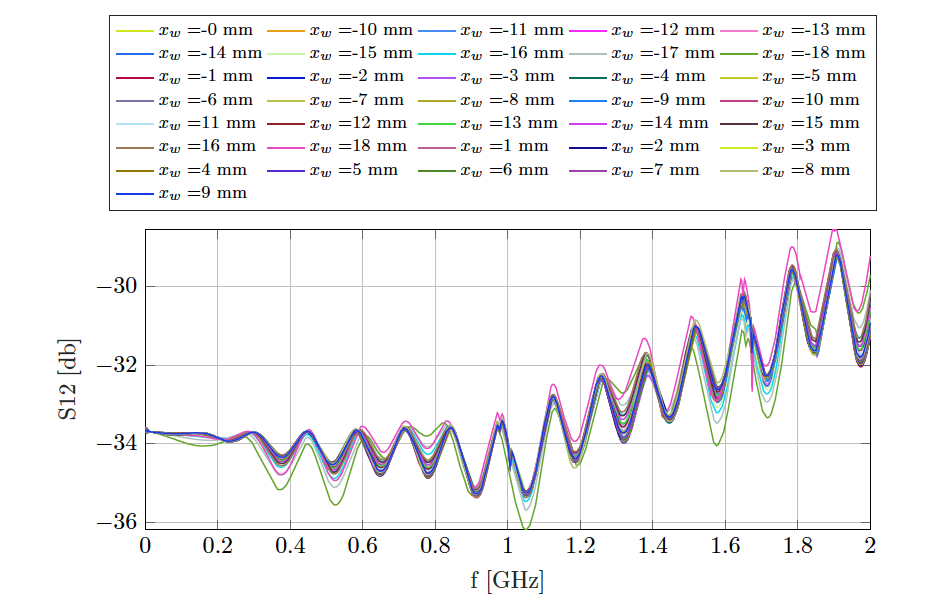 x_w =-0 mm x_w =-10 mm x_w =-11 mm x_w =-12 mm x_w =-13 mm
x_w =-14 mm x_w =-15 mm x_w =-16 mm x_w =-17 mm x_w =-18 mm
x_w =-1 mm x_w =-2 mm x_w =-3 mm x_w =-4 mm x_w =-5 mm
x_w =-6 mm x_w =-7 mm x_w =-8 mm x_w =-9 mm x_w =10 mm
x_w =11 mm x_w =12 mm x_w =13 mm x_w =14 mm x_w =15 mm
x_w =16 mm x_w =18 mm x_w =1 mm x_w =2 mm x_w =3 mm
x_w =4 mm x_w =5 mm x_w =6 mm x_w =7 mm x_w =8 mm
x_w =9 mm
−30
−32
−34
−36
S12 [db]
0 0.2 0.4 0.6 0.8 1 1.2 1.4 1.6 1.8 2
f [GHz]